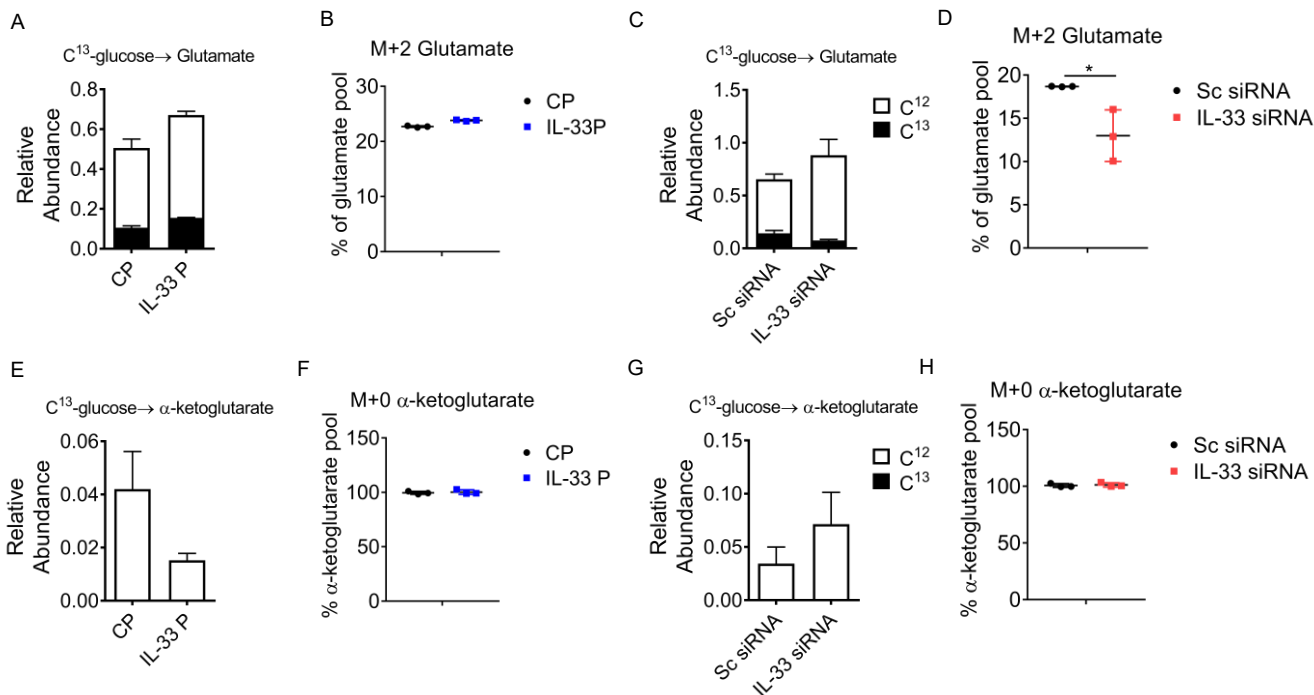 A
C¹³-glucose→ Glutamate
Relative
Abundance
0.8
0.6
0.4
0.2
0.0
CP
IL-33 P
B
M+2 Glutamate
% of glutamate pool
30
20
10
0
CP
IL-33P
C
C¹³-glucose→ Glutamate
Relative
Abundance
1.5
1.0
0.5
0.0
Sc siRNA
IL-33 siRNA
C¹²
C¹³
D
M+2 Glutamate
% of glutamate pool
20
15
10
5
0
*
Sc siRNA
IL-33 siRNA
E
C¹³-glucose→ α-ketoglutarate
Relative
Abundance
0.06
0.04
0.02
0.00
CP
IL-33 P
F
M+0 α-ketoglutarate
% α-ketoglutarate pool
150
100
50
0
CP
IL-33 P
G
C¹³-glucose→ α-ketoglutarate
Relative
Abundance
0.15
0.10
0.05
0.00
Sc siRNA
IL-33 siRNA
C¹²
C¹³
H
M+0 α-ketoglutarate
% α-ketoglutarate pool
150
100
50
0
Sc siRNA
IL-33 siRNA